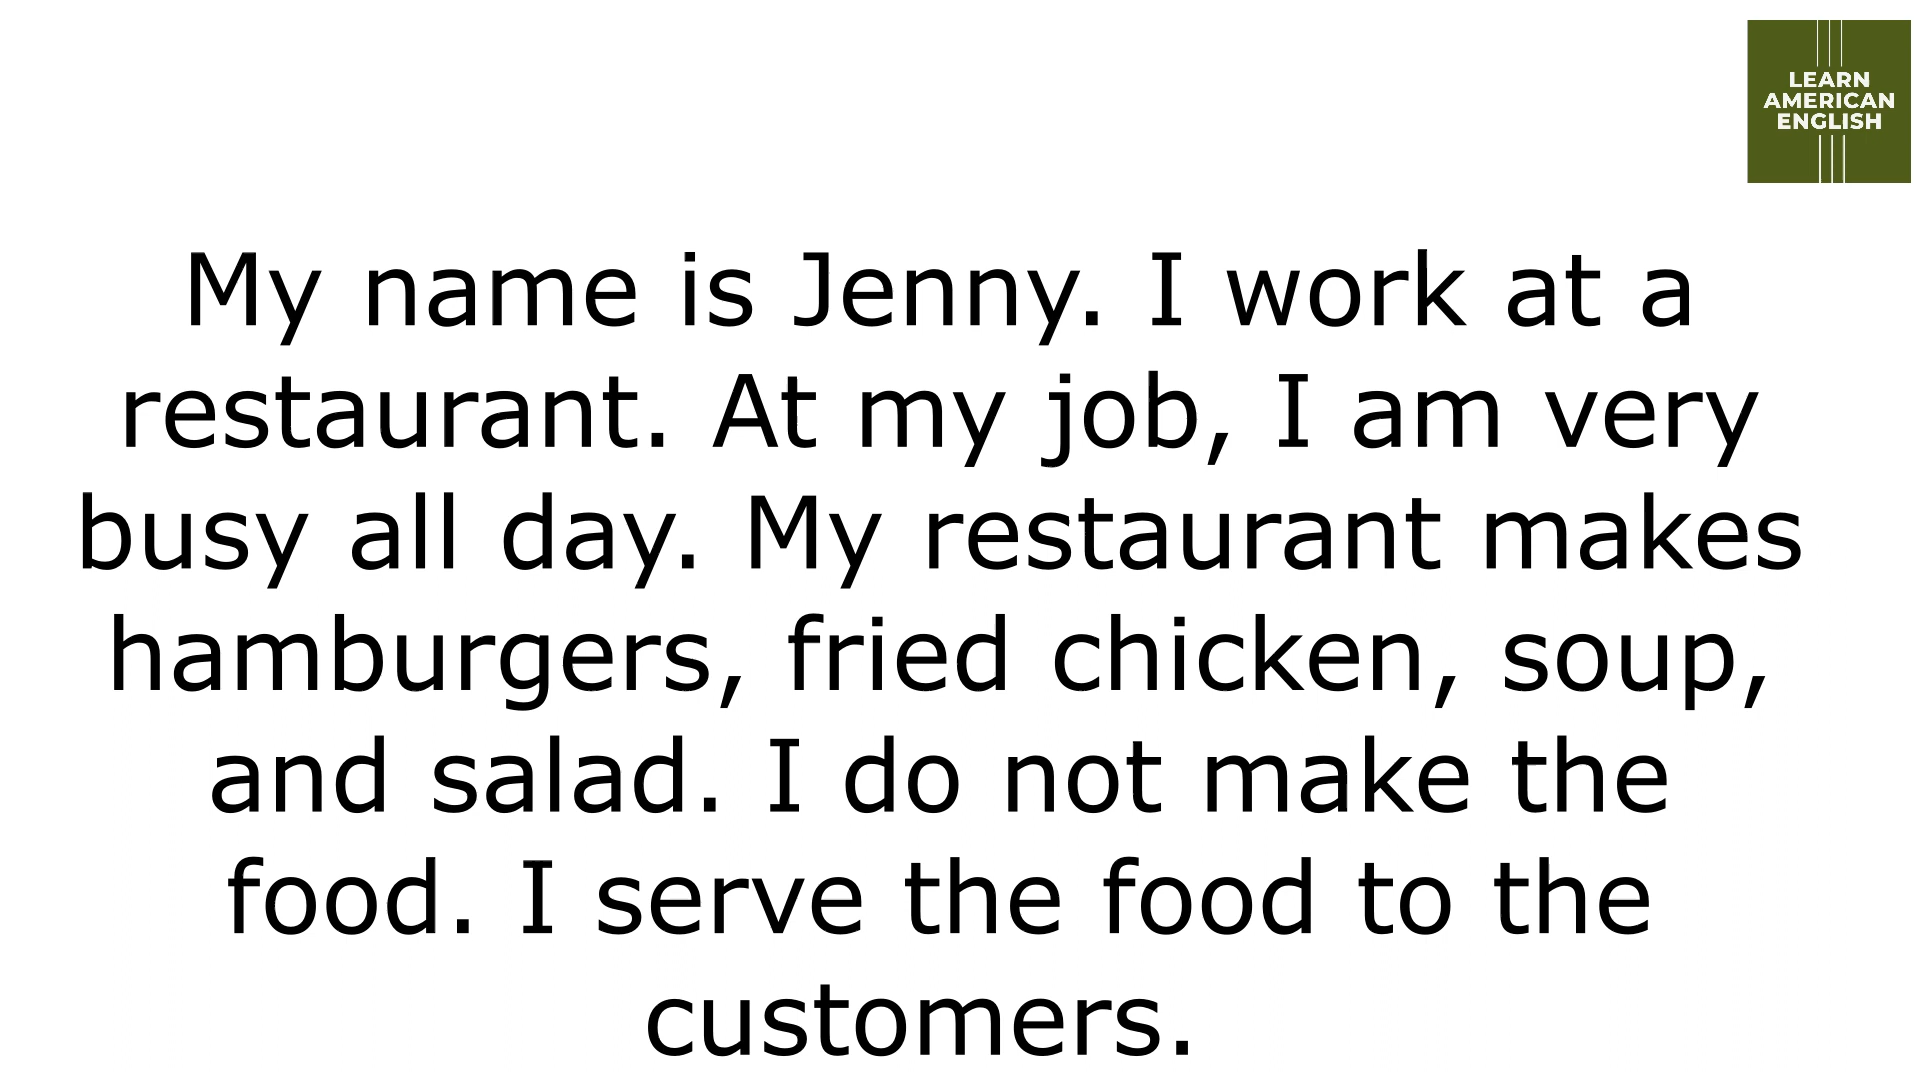 LEARN
AMERICAN
ENGLISH
My name is Jenny. I work at a
restaurant. At my job, I am very
busy all day. My restaurant makes
hamburgers, fried chicken, soup,
and salad. I do not make the
food. I serve the food to the
customers.